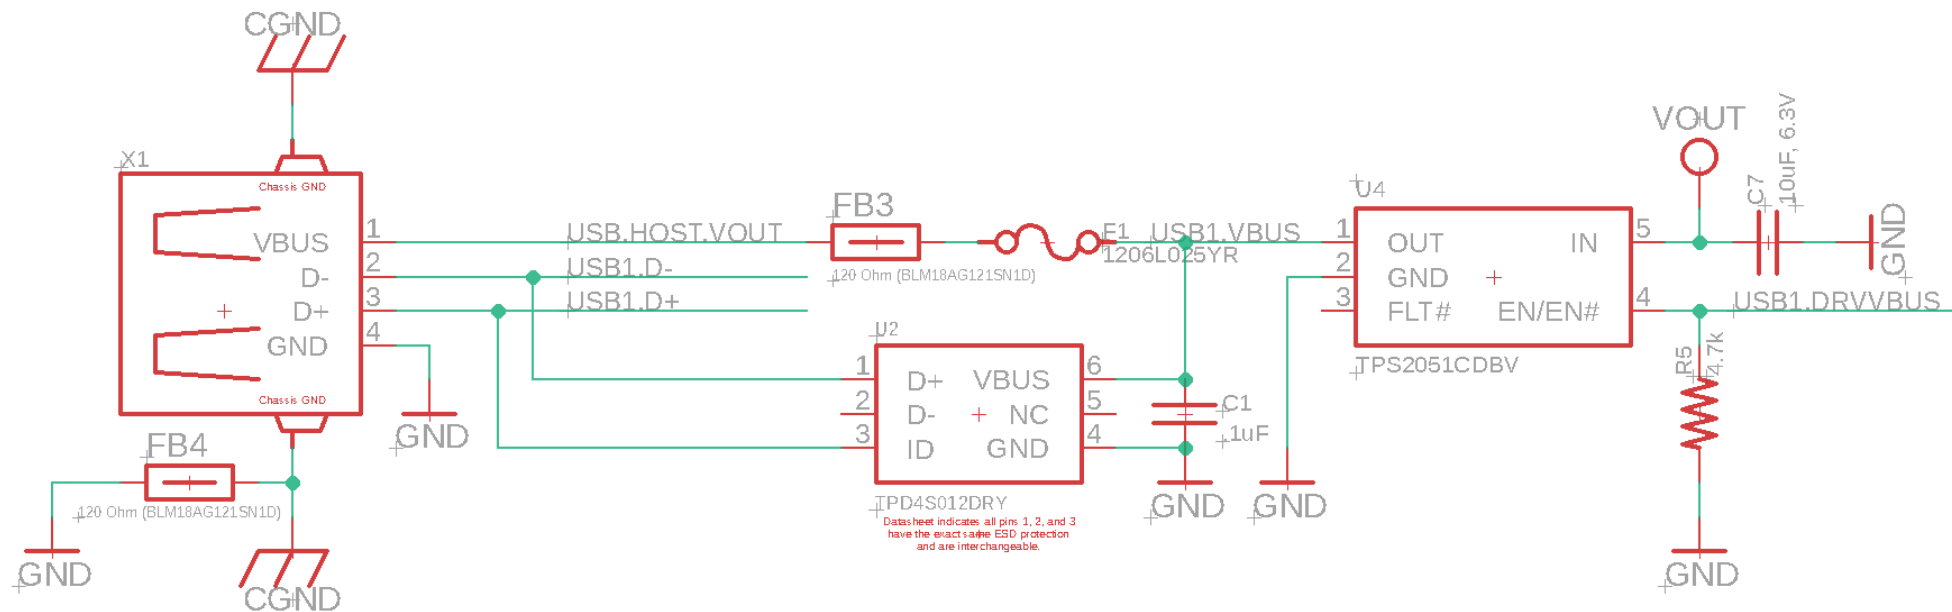 CGND
X1
Chassis GND
VBUS
D-
D+
GND
Chassis GND
1
2
3
4
GND
FB4
120 Ohm (BLM18AG121SN1D)
GND
CGND
USB.HOST.VOUT
USB1.D-
USB1.D+
FB3
120 Ohm (BLM18AG121SN1D)
F1
1206L025YR
USB1.VBUS
U2
1
2
3
D+
D-
ID
VBUS
NC
GND
6
5
4
TPD4S012DRY
Datasheet indicates all pins 1, 2, and 3
have the exact same ESD protection
and are interchangeable.
C1
.1uF
GND
GND
U4
1
2
3
OUT
GND
FLT#
IN
EN/EN#
5
4
TPS2051CDBV
VOUT
C7
10uF, 6.3V
GND
USB1.DRVVBUS
R5
4.7k
GND